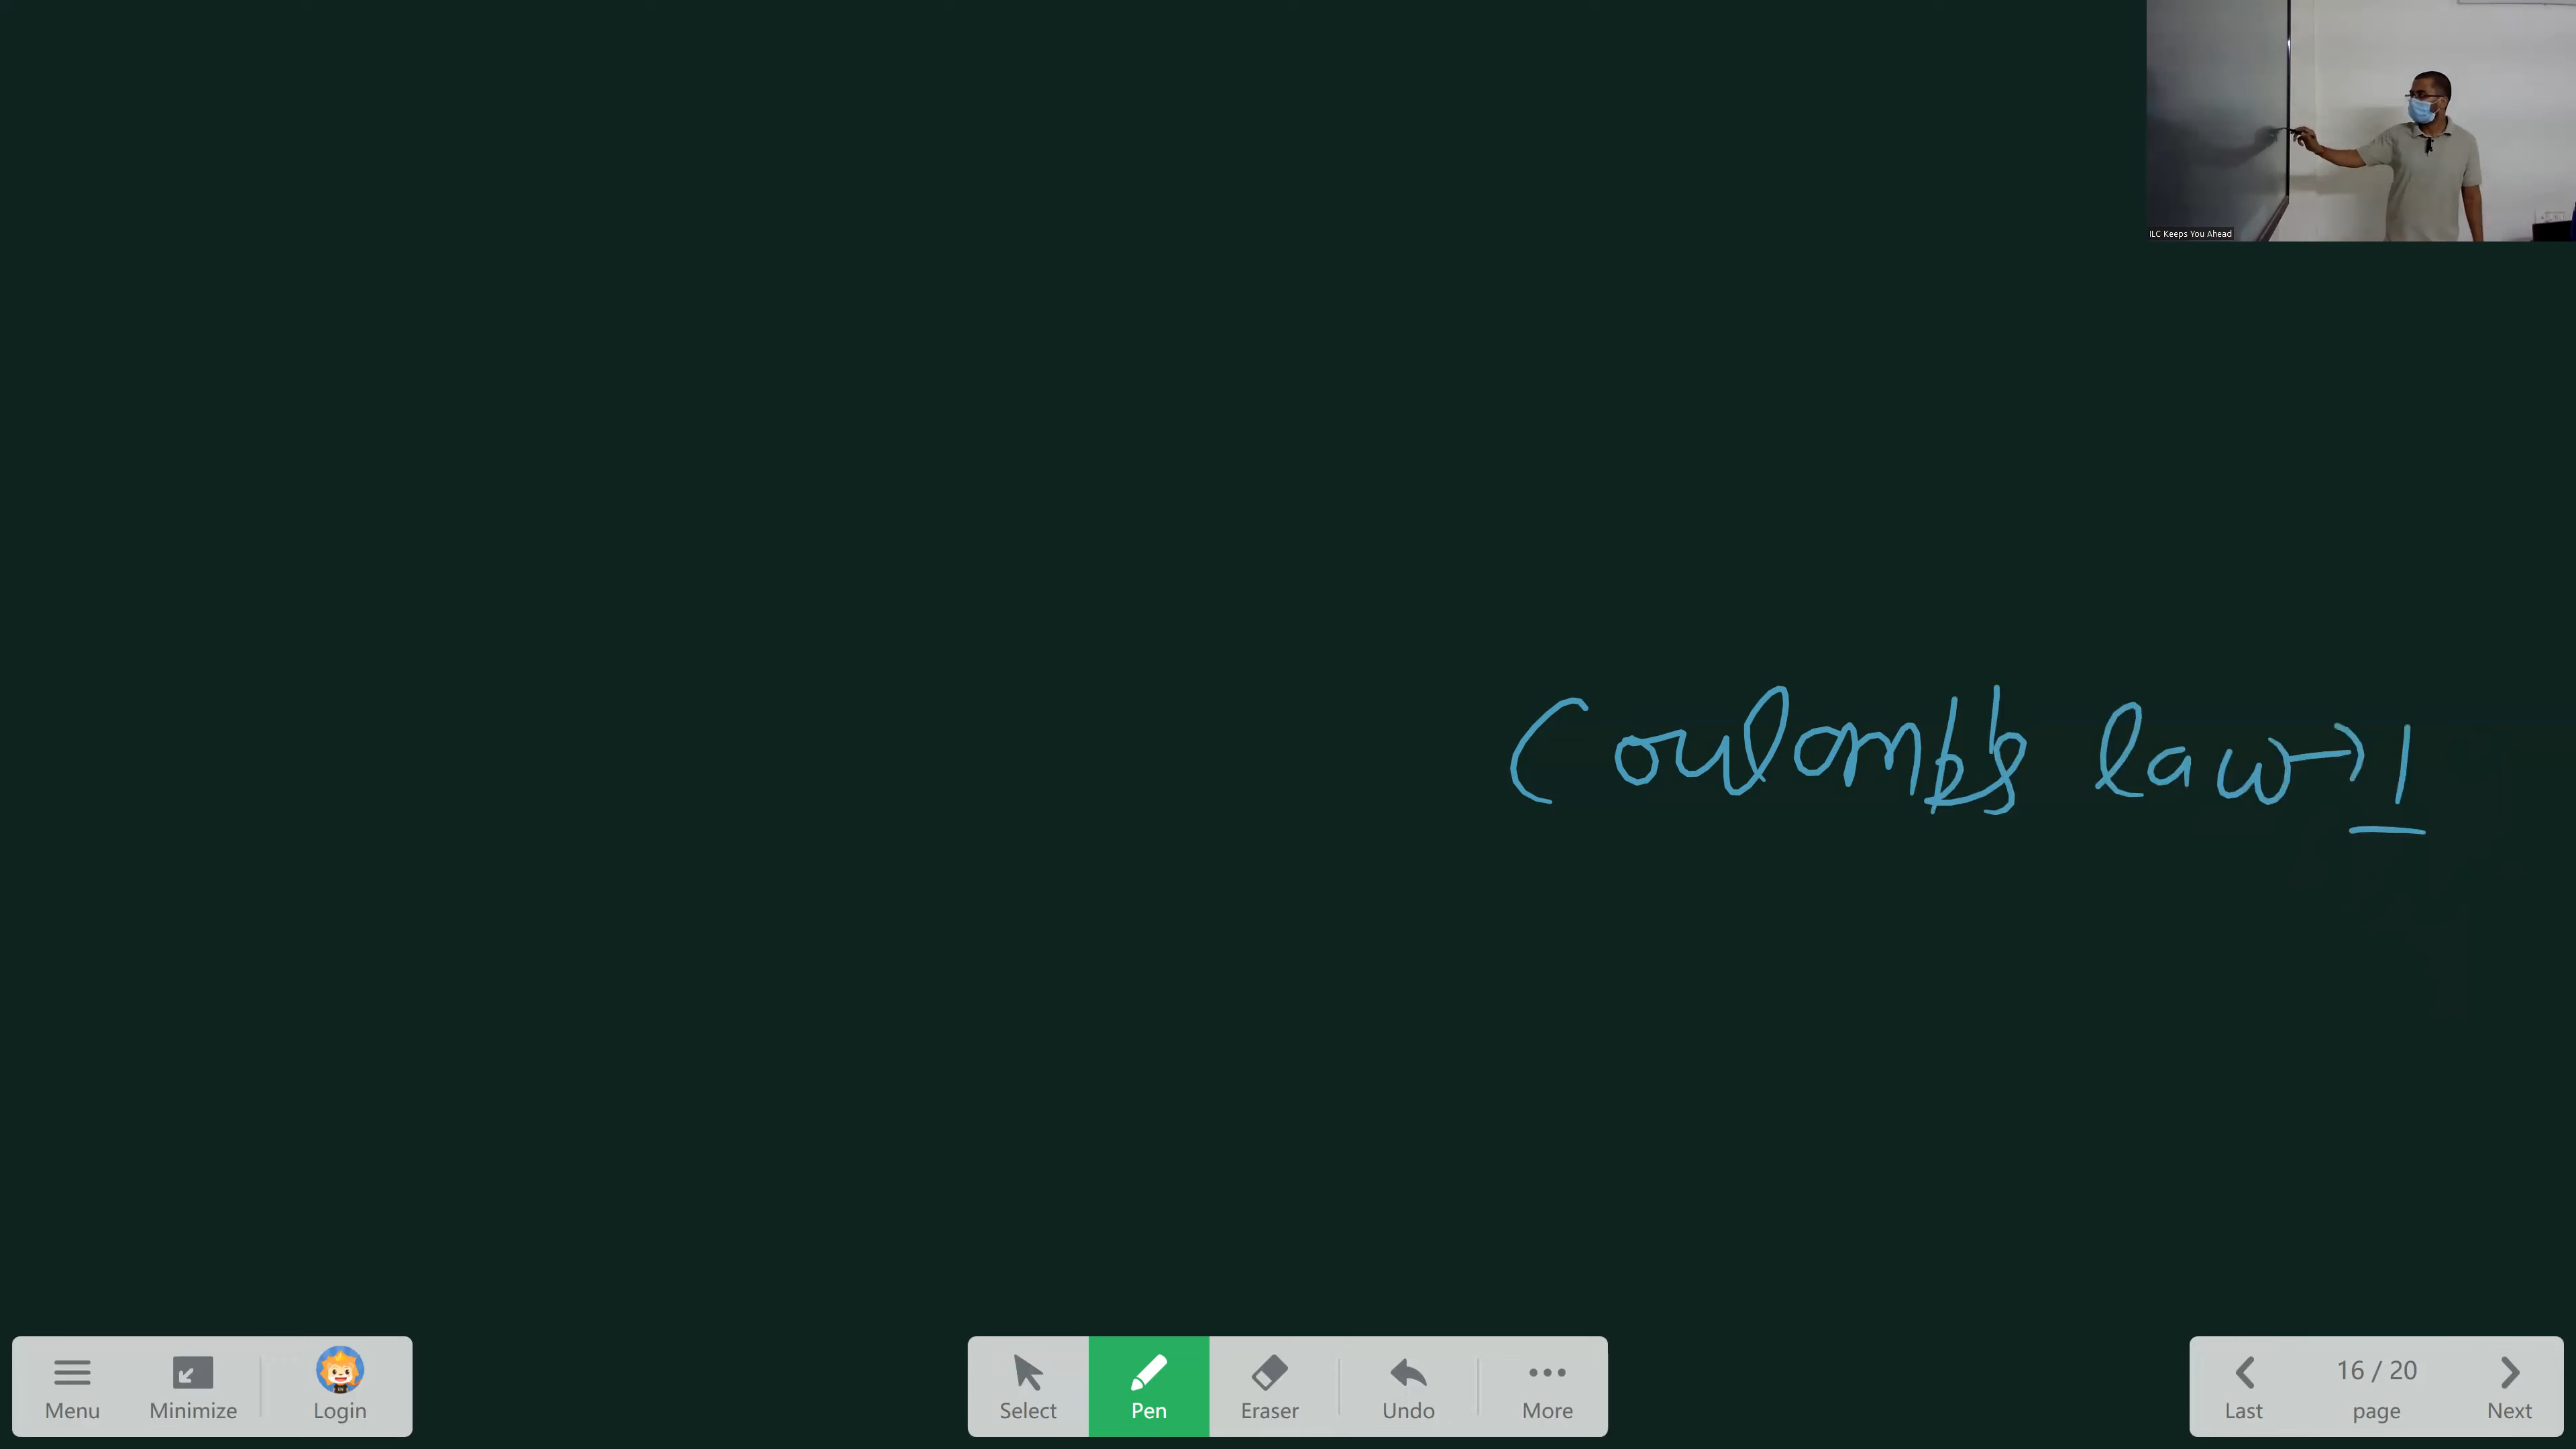 ILC Keeps You Ahead
Coulomb's law→1
Menu
Minimize
Login
Select
Pen
Eraser
Undo
More
Last
16 / 20
page
Next